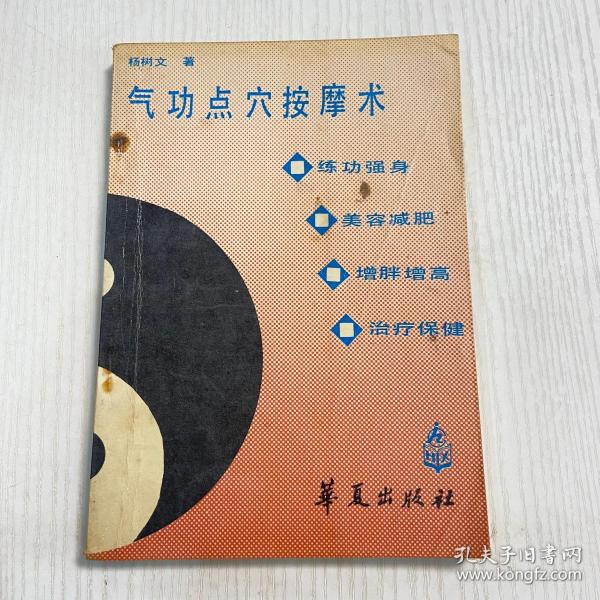 杨树文 著
气功点穴按摩术
练功强身
美容减肥
增胖增高
治疗保健
華夏出版社
孔夫子旧书网
www.kongfz.com